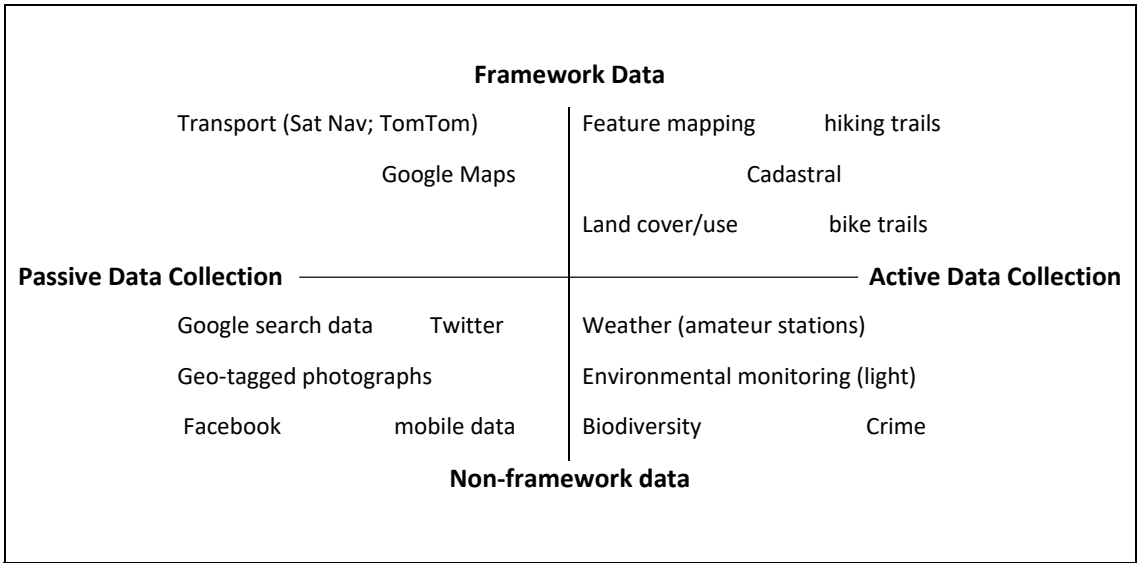 Framework Data
Transport (Sat Nav; TomTom) Feature mapping hiking trails
Google Maps Cadastral
Land cover/use bike trails
Passive Data Collection Active Data Collection
Google search data Twitter Weather (amateur stations)
Geo-tagged photographs Environmental monitoring (light)
Facebook mobile data Biodiversity Crime
Non-framework data